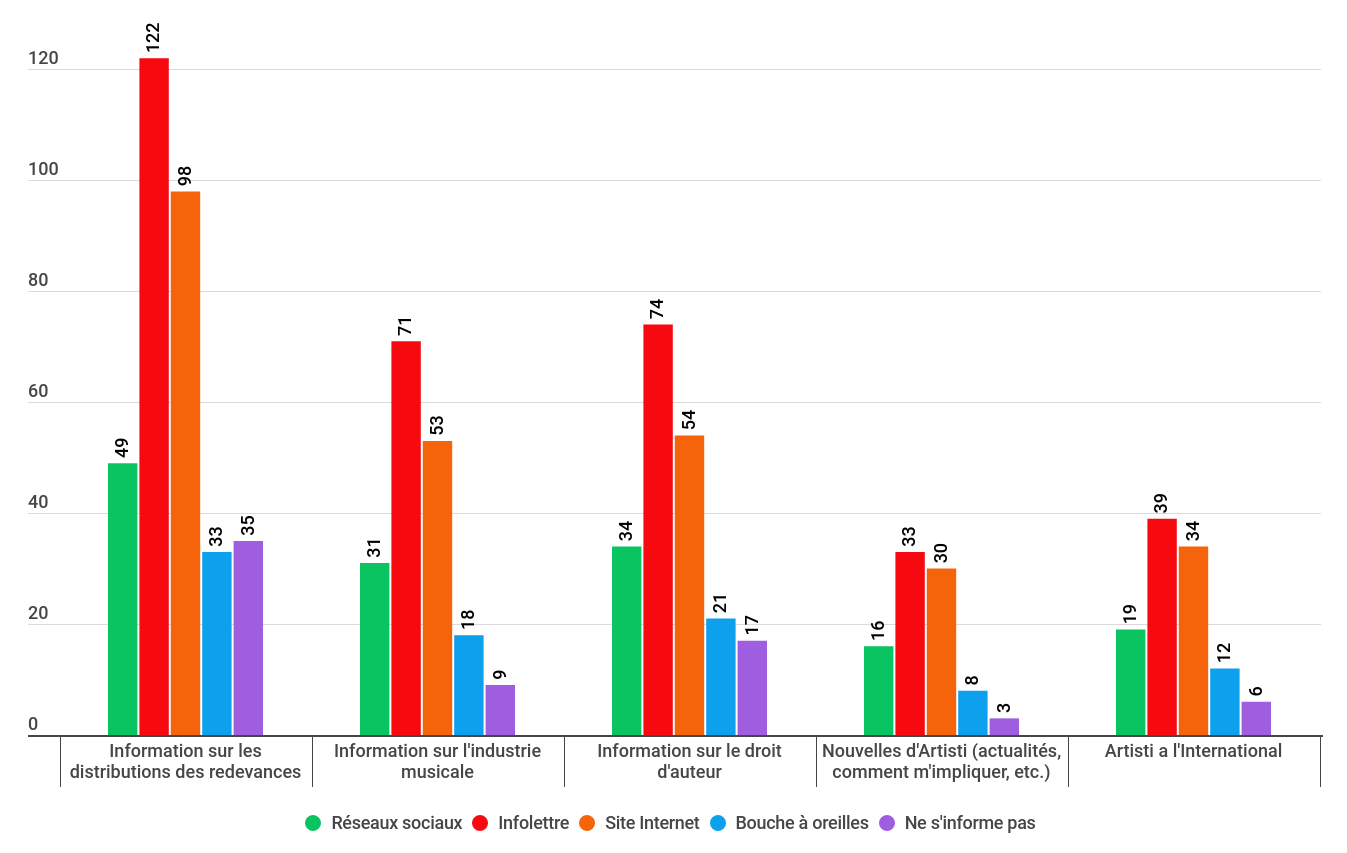 122
120
100
98
80
74
71
60
54
53
49
40
39
35
34
34
33
33
31
30
21
20
19
18
17
16
12
9
8
6
3
0
Information sur les
distributions des redevances
Information sur l'industrie
musicale
Information sur le droit
d'auteur
Nouvelles d'Artisti (actualités,
comment m'impliquer, etc.)
Artisti a l'International
Réseaux sociaux
Infolettre
Site Internet
Bouche à oreilles
Ne s'informe pas